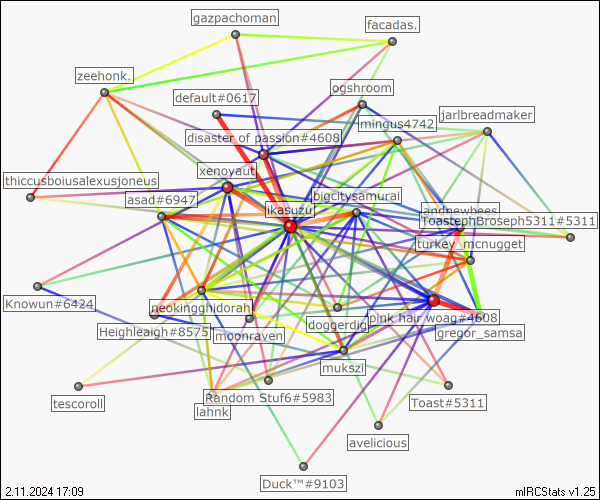 gazpachoman
facadas.
zeehonk.
ogshroom
default#0617
jarlbreadmaker
mingus4742
disaster of passion#4608
xenoyaut
thiccusboiusalexusjoneus
asad#6947
bigcitysamurai
ikasuzu
andnewbees
ToastephBroseph5311#5311
turkey_mcnugget
Knowun#6424
neokingghidorah
doggerdig
pink hair woag#4608
Heighleaigh#8575
moonraven
gregor_samsa
mukszi
Random Stuf6#5983
tescoroll
lahnk
Toast#5311
avelicious
Duck™#9103
2.11.2024 17:09
mIRCStats v1.25